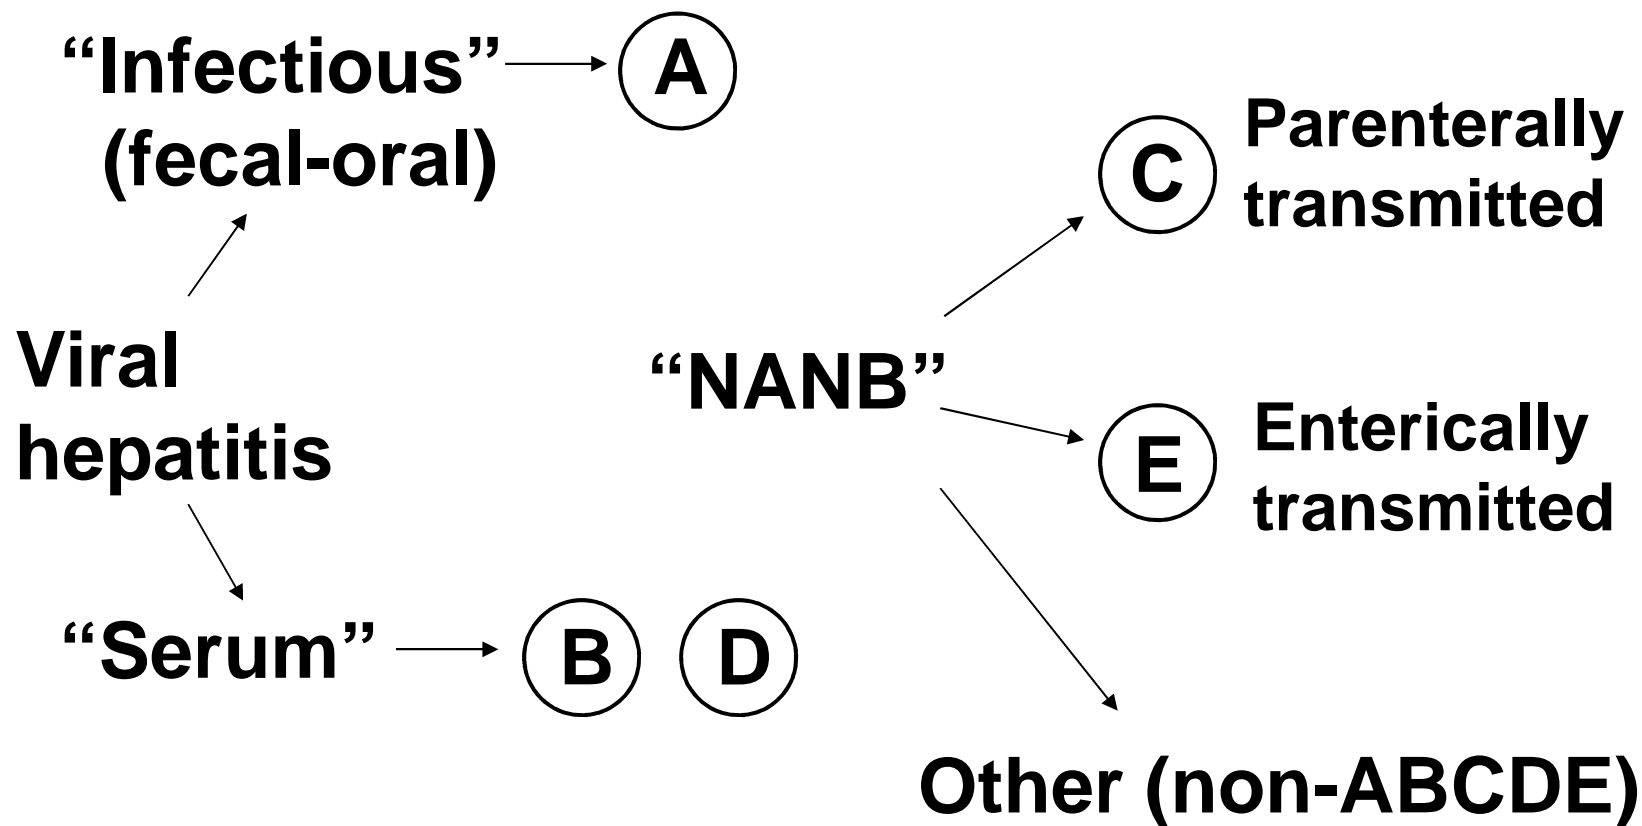 “Infectious”
(fecal-oral)
A
Viral
hepatitis
“Serum”
B
D
“NANB”
C
Parenterally
transmitted
E
Enterically
transmitted
Other (non-ABCDE)